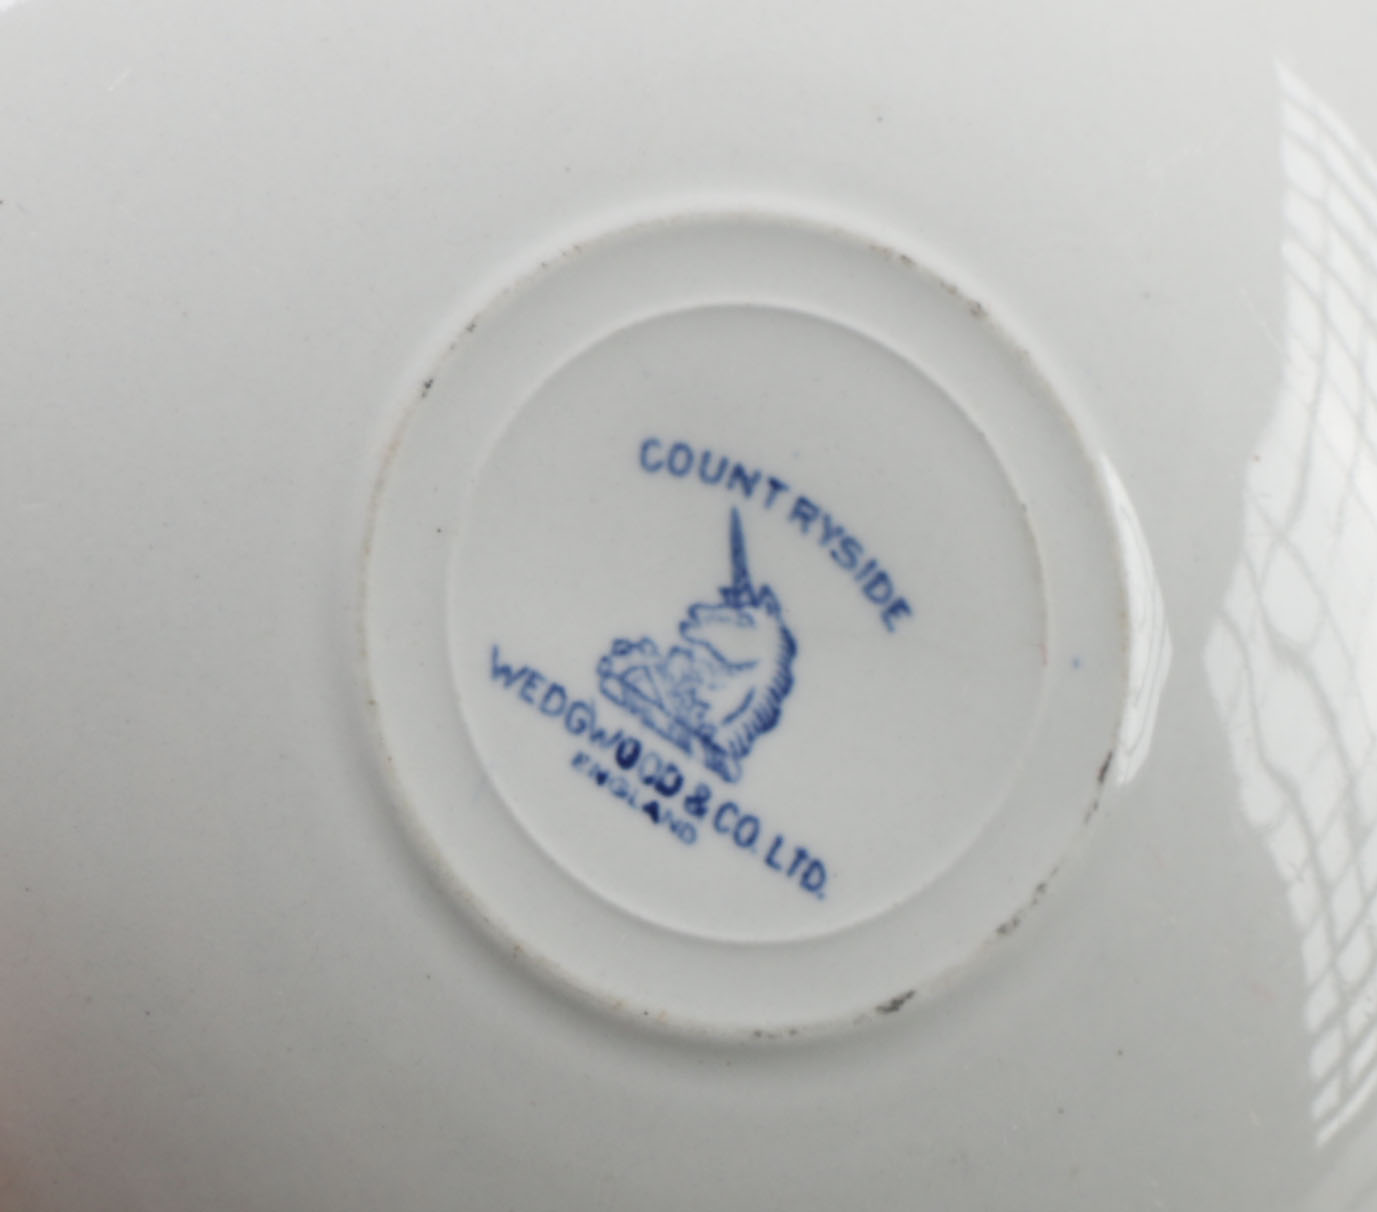 COUNTRYSIDE
WEDGWOOD & CO. LTD.
ENGLAND